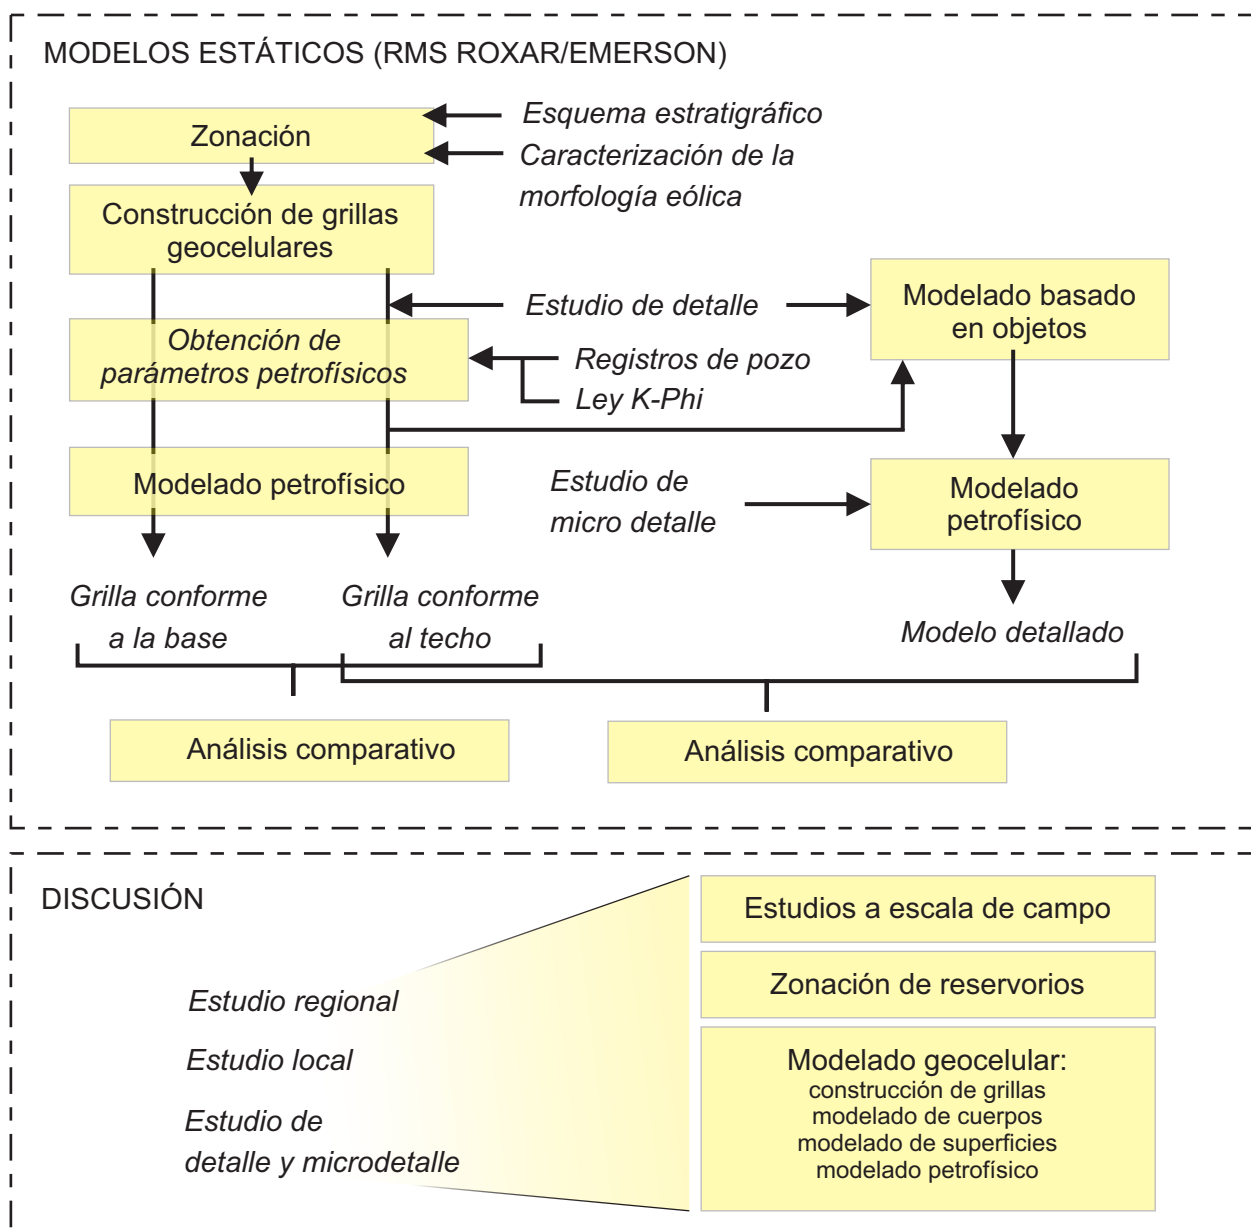 MODELOS ESTÁTICOS (RMS ROXAR/EMERSON)
Zonación
Esquema estratigráfico
Caracterización de la
morfología eólica
Construcción de grillas
geocelulares
Estudio de detalle
Modelado basado
en objetos
Obtención de
parámetros petrofísicos
Registros de pozo
Ley K-Phi
Modelado petrofísico
Estudio de
micro detalle
Modelado
petrofísico
Grilla conforme
a la base
Grilla conforme
al techo
Modelo detallado
Análisis comparativo
Análisis comparativo
DISCUSIÓN
Estudio regional
Estudio local
Estudio de
detalle y microdetalle
Estudios a escala de campo
Zonación de reservorios
Modelado geocelular:
construcción de grillas
modelado de cuerpos
modelado de superficies
modelado petrofísico